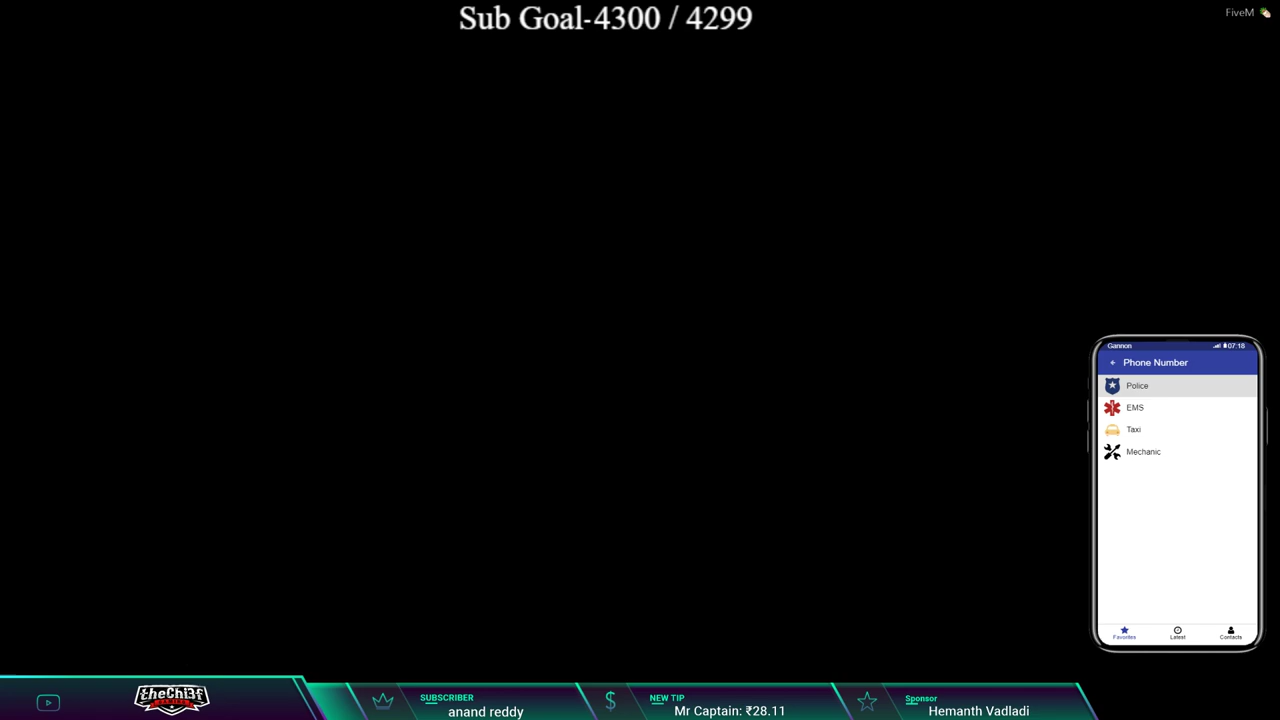 Sub Goal-4300 / 4299
FiveM
Gannon
07:18
Phone Number
Police
EMS
Taxi
Mechanic
Favorites
Latest
Contacts
theChi3f
GAMING
SUBSCRIBER
anand reddy
NEW TIP
Mr Captain: ₹28.11
Sponsor
Hemanth Vadladi